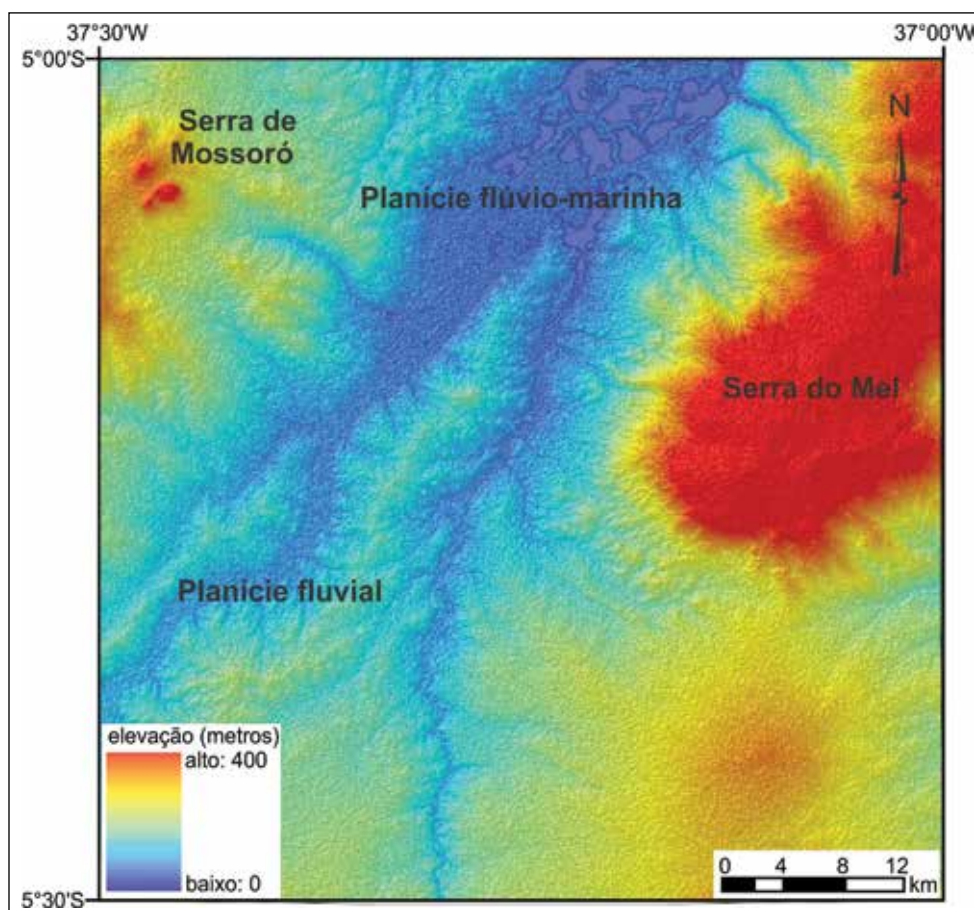 37°30'W
37°00'W
5°00'S
Serra de
Mossoró
N
Planície flúvio-marinha
Serra do Mel
Planície fluvial
elevação (metros)
alto: 400
baixo: 0
0 4 8 12
km
5°30'S